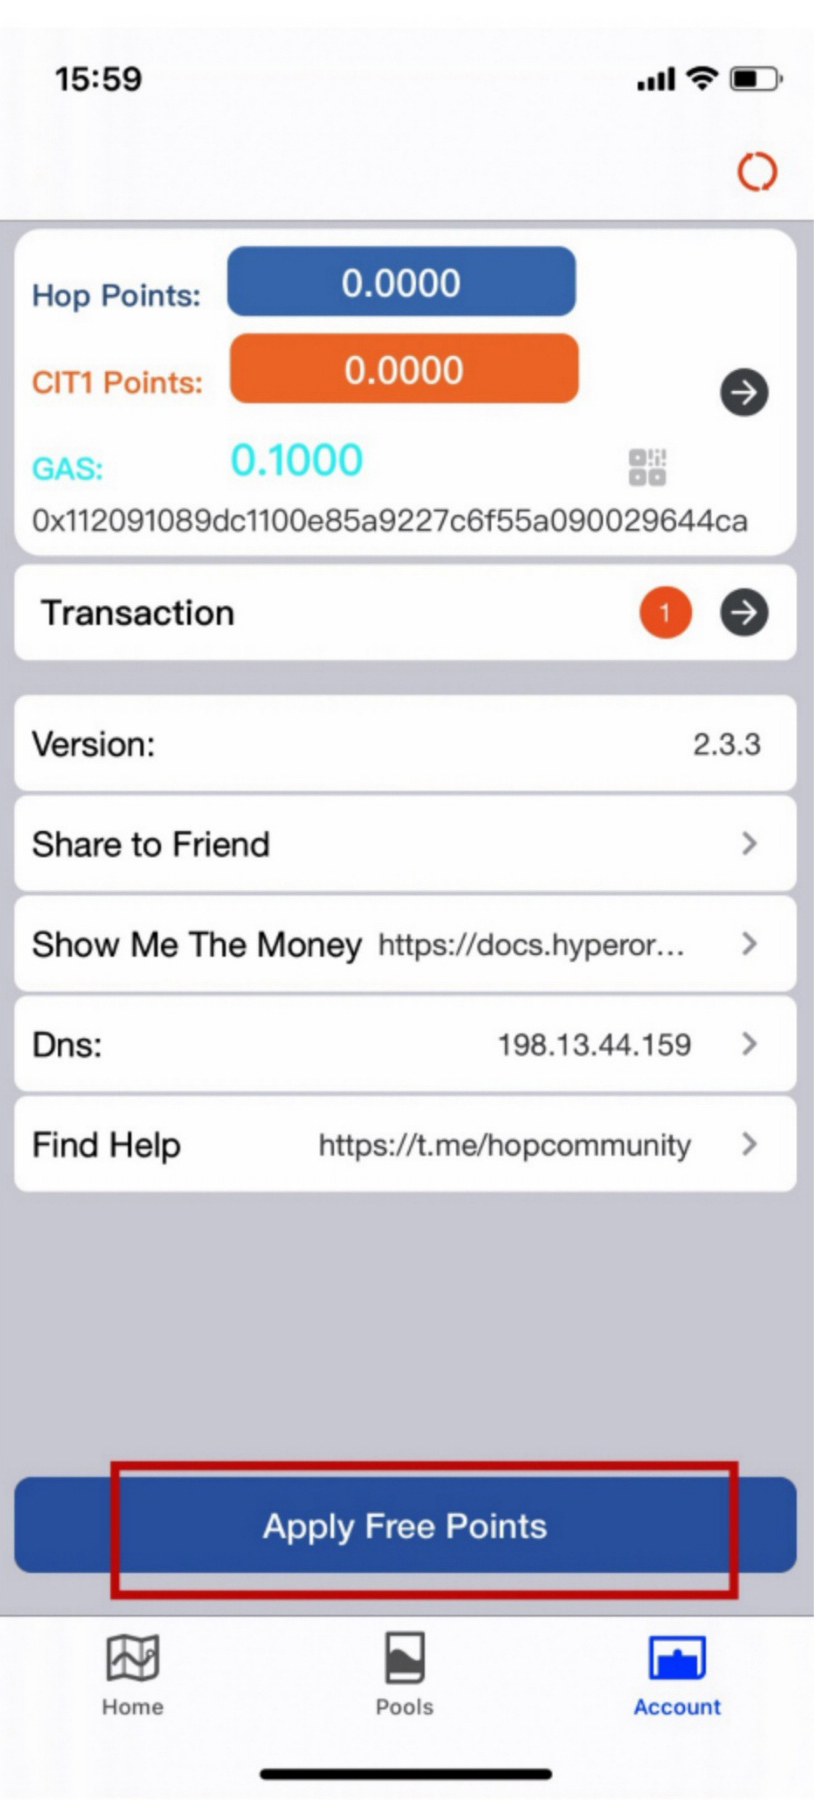 15:59
Hop Points: 0.0000
CIT1 Points: 0.0000
GAS: 0.1000
0x112091089dc1100e85a9227c6f55a090029644ca
Transaction 1
Version: 2.3.3
Share to Friend
Show Me The Money https://docs.hyperor...
Dns: 198.13.44.159
Find Help https://t.me/hopcommunity
Apply Free Points
Home Pools Account